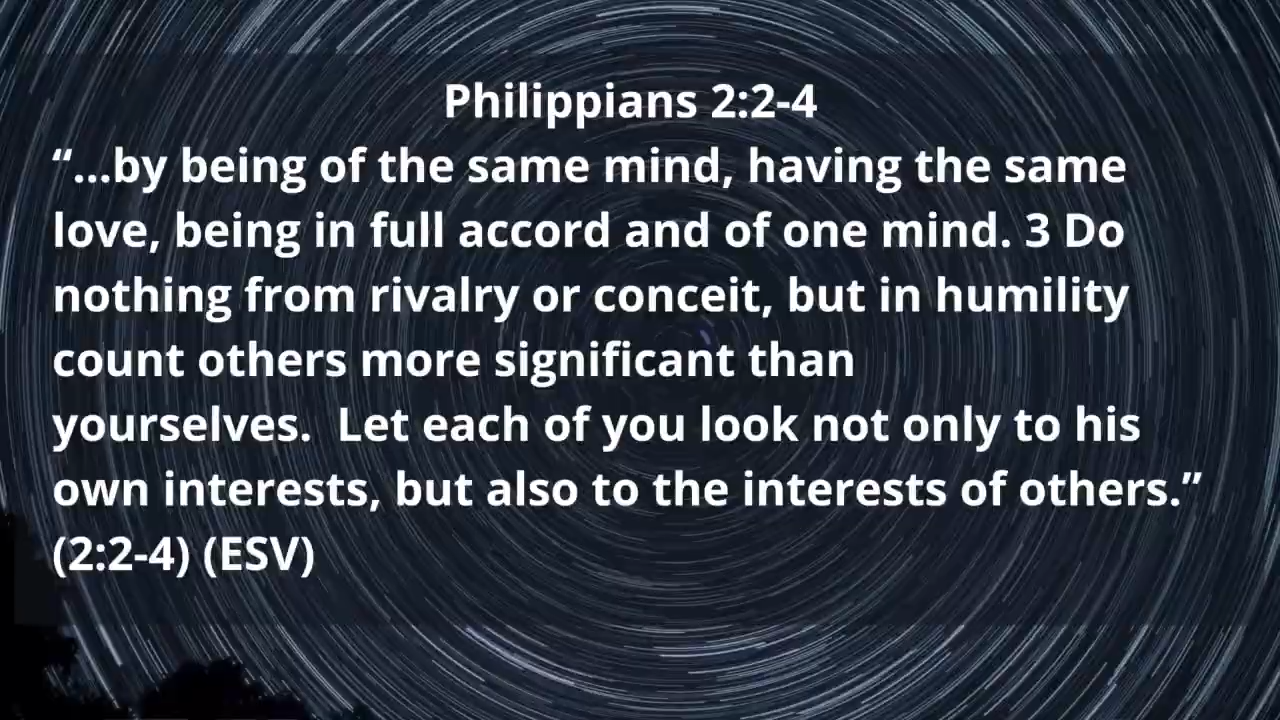 Philippians 2:2-4
“...by being of the same mind, having the same
love, being in full accord and of one mind. 3 Do
nothing from rivalry or conceit, but in humility
count others more significant than
yourselves.  Let each of you look not only to his
own interests, but also to the interests of others.”
(2:2-4) (ESV)